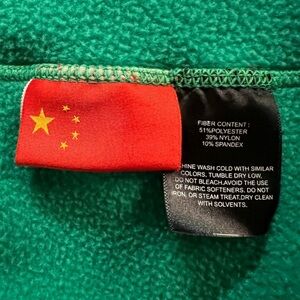 FIBER CONTENT :
51%POLYESTER
39% NYLON
10% SPANDEX
HINE WASH COLD WITH SIMILAR
COLORS, TUMBLE DRY LOW,
DO NOT BLEACH,AVOID THE USE
OF FABRIC SOFTENERS. DO NOT
IRON, OR STEAM TREAT,DRY CLEAN
WITH SOLVENTS.